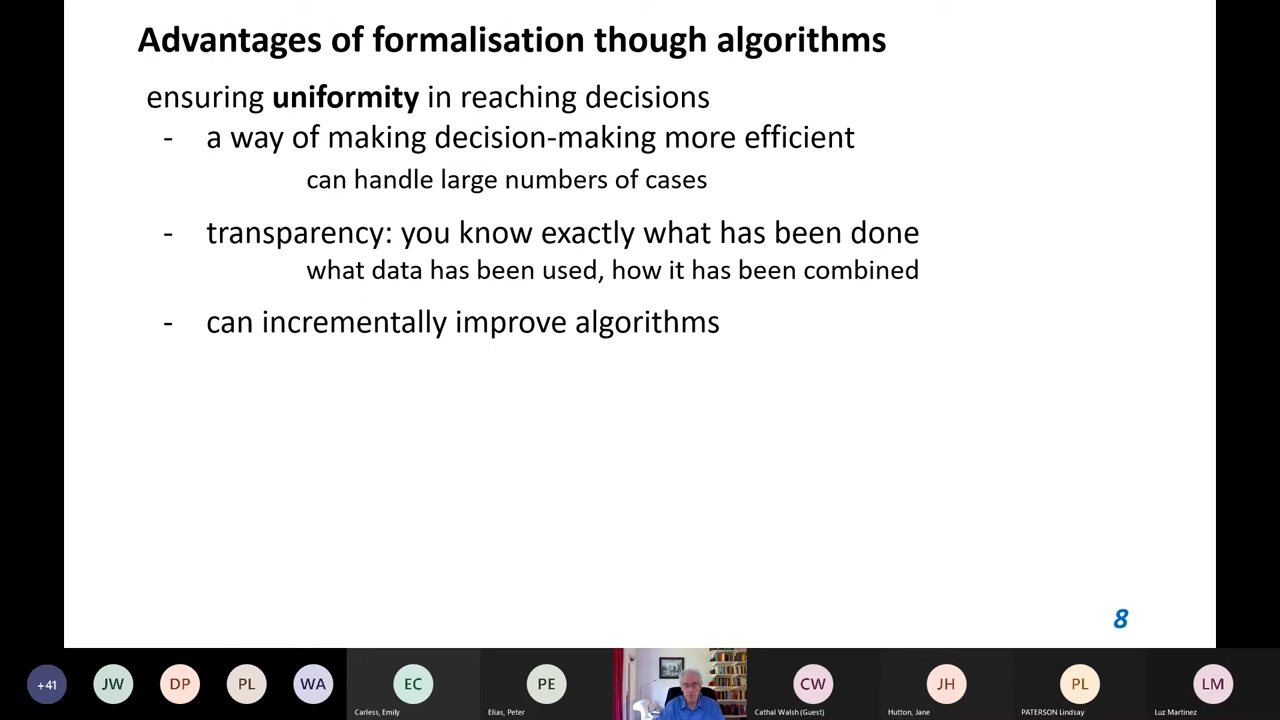 Advantages of formalisation though algorithms
ensuring uniformity in reaching decisions
- a way of making decision-making more efficient
can handle large numbers of cases
- transparency: you know exactly what has been done
what data has been used, how it has been combined
- can incrementally improve algorithms
8
+41 JW DP PL WA EC PE CW JH PL LM
Carless, Emily Elias, Peter Cathal Walsh (Guest) Hutton, Jane PATERSON Lindsay Luz Martinez